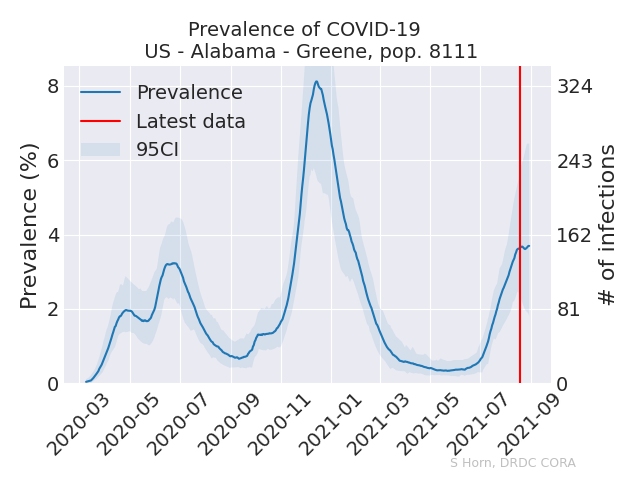 Prevalence of COVID-19
US - Alabama - Greene, pop. 8111
Prevalence
Latest data
95CI
Prevalence (%)
8
6
4
2
0
324
243
162
81
0
# of infections
2020-03
2020-05
2020-07
2020-09
2020-11
2021-01
2021-03
2021-05
2021-07
2021-09
S Horn, DRDC CORA